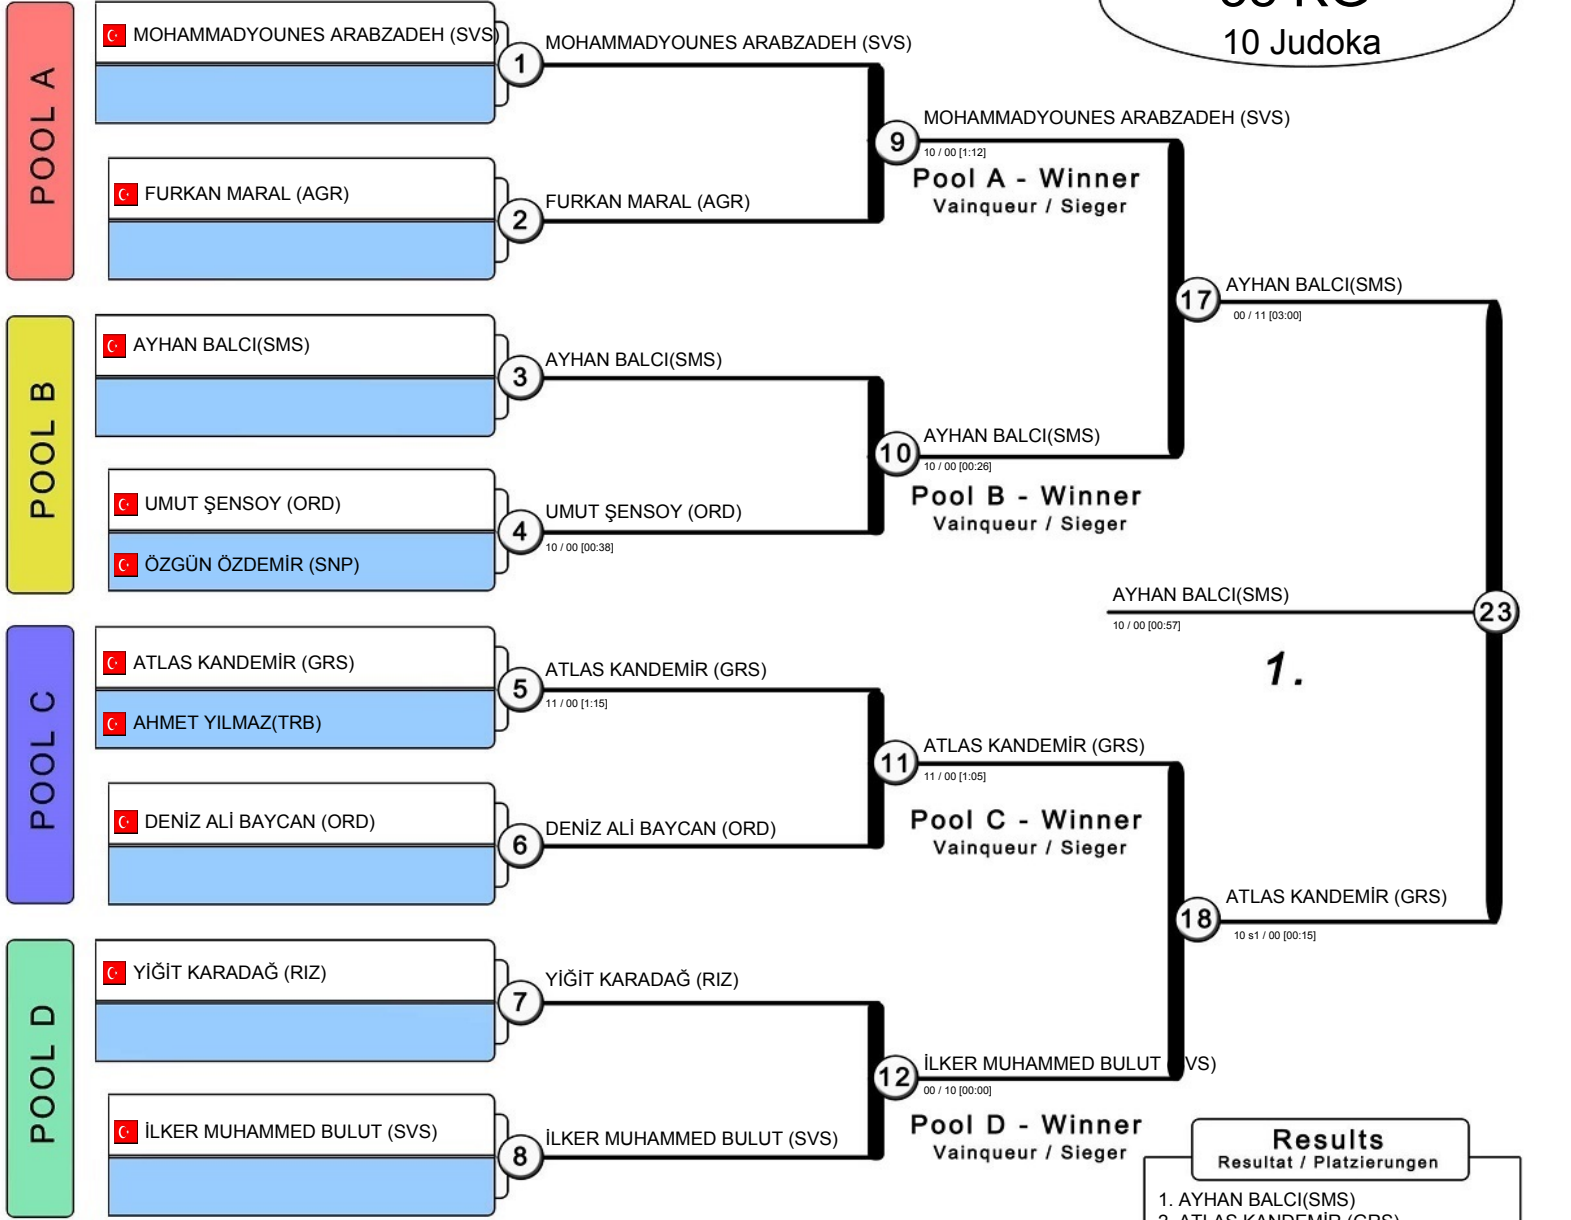 KG
10 Judoka
POOL A
MOHAMMADYOUNES ARABZADEH (SVS)
1
MOHAMMADYOUNES ARABZADEH (SVS)
FURKAN MARAL (AGR)
2
FURKAN MARAL (AGR)
9
MOHAMMADYOUNES ARABZADEH (SVS)
10 / 00 [1:12]
Pool A - Winner
Vainqueur / Sieger
POOL B
AYHAN BALCI(SMS)
3
AYHAN BALCI(SMS)
UMUT ŞENSOY (ORD)
ÖZGÜN ÖZDEMİR (SNP)
4
UMUT ŞENSOY (ORD)
10 / 00 [00:38]
10
AYHAN BALCI(SMS)
10 / 00 [00:26]
Pool B - Winner
Vainqueur / Sieger
17
AYHAN BALCI(SMS)
00 / 11 [03:00]
AYHAN BALCI(SMS)
10 / 00 [00:57]
23
1.
POOL C
ATLAS KANDEMİR (GRS)
AHMET YILMAZ(TRB)
5
ATLAS KANDEMİR (GRS)
11 / 00 [1:15]
DENİZ ALİ BAYCAN (ORD)
6
DENİZ ALİ BAYCAN (ORD)
11
ATLAS KANDEMİR (GRS)
11 / 00 [1:05]
Pool C - Winner
Vainqueur / Sieger
18
ATLAS KANDEMİR (GRS)
10 s1 / 00 [00:15]
POOL D
YİĞİT KARADAĞ (RIZ)
7
YİĞİT KARADAĞ (RIZ)
İLKER MUHAMMED BULUT (SVS)
8
İLKER MUHAMMED BULUT (SVS)
12
İLKER MUHAMMED BULUT VS)
00 / 10 [00:00]
Pool D - Winner
Vainqueur / Sieger
Results
Resultat / Platzierungen
1. AYHAN BALCI(SMS)
2. ATLAS KANDEMİR (GRS)